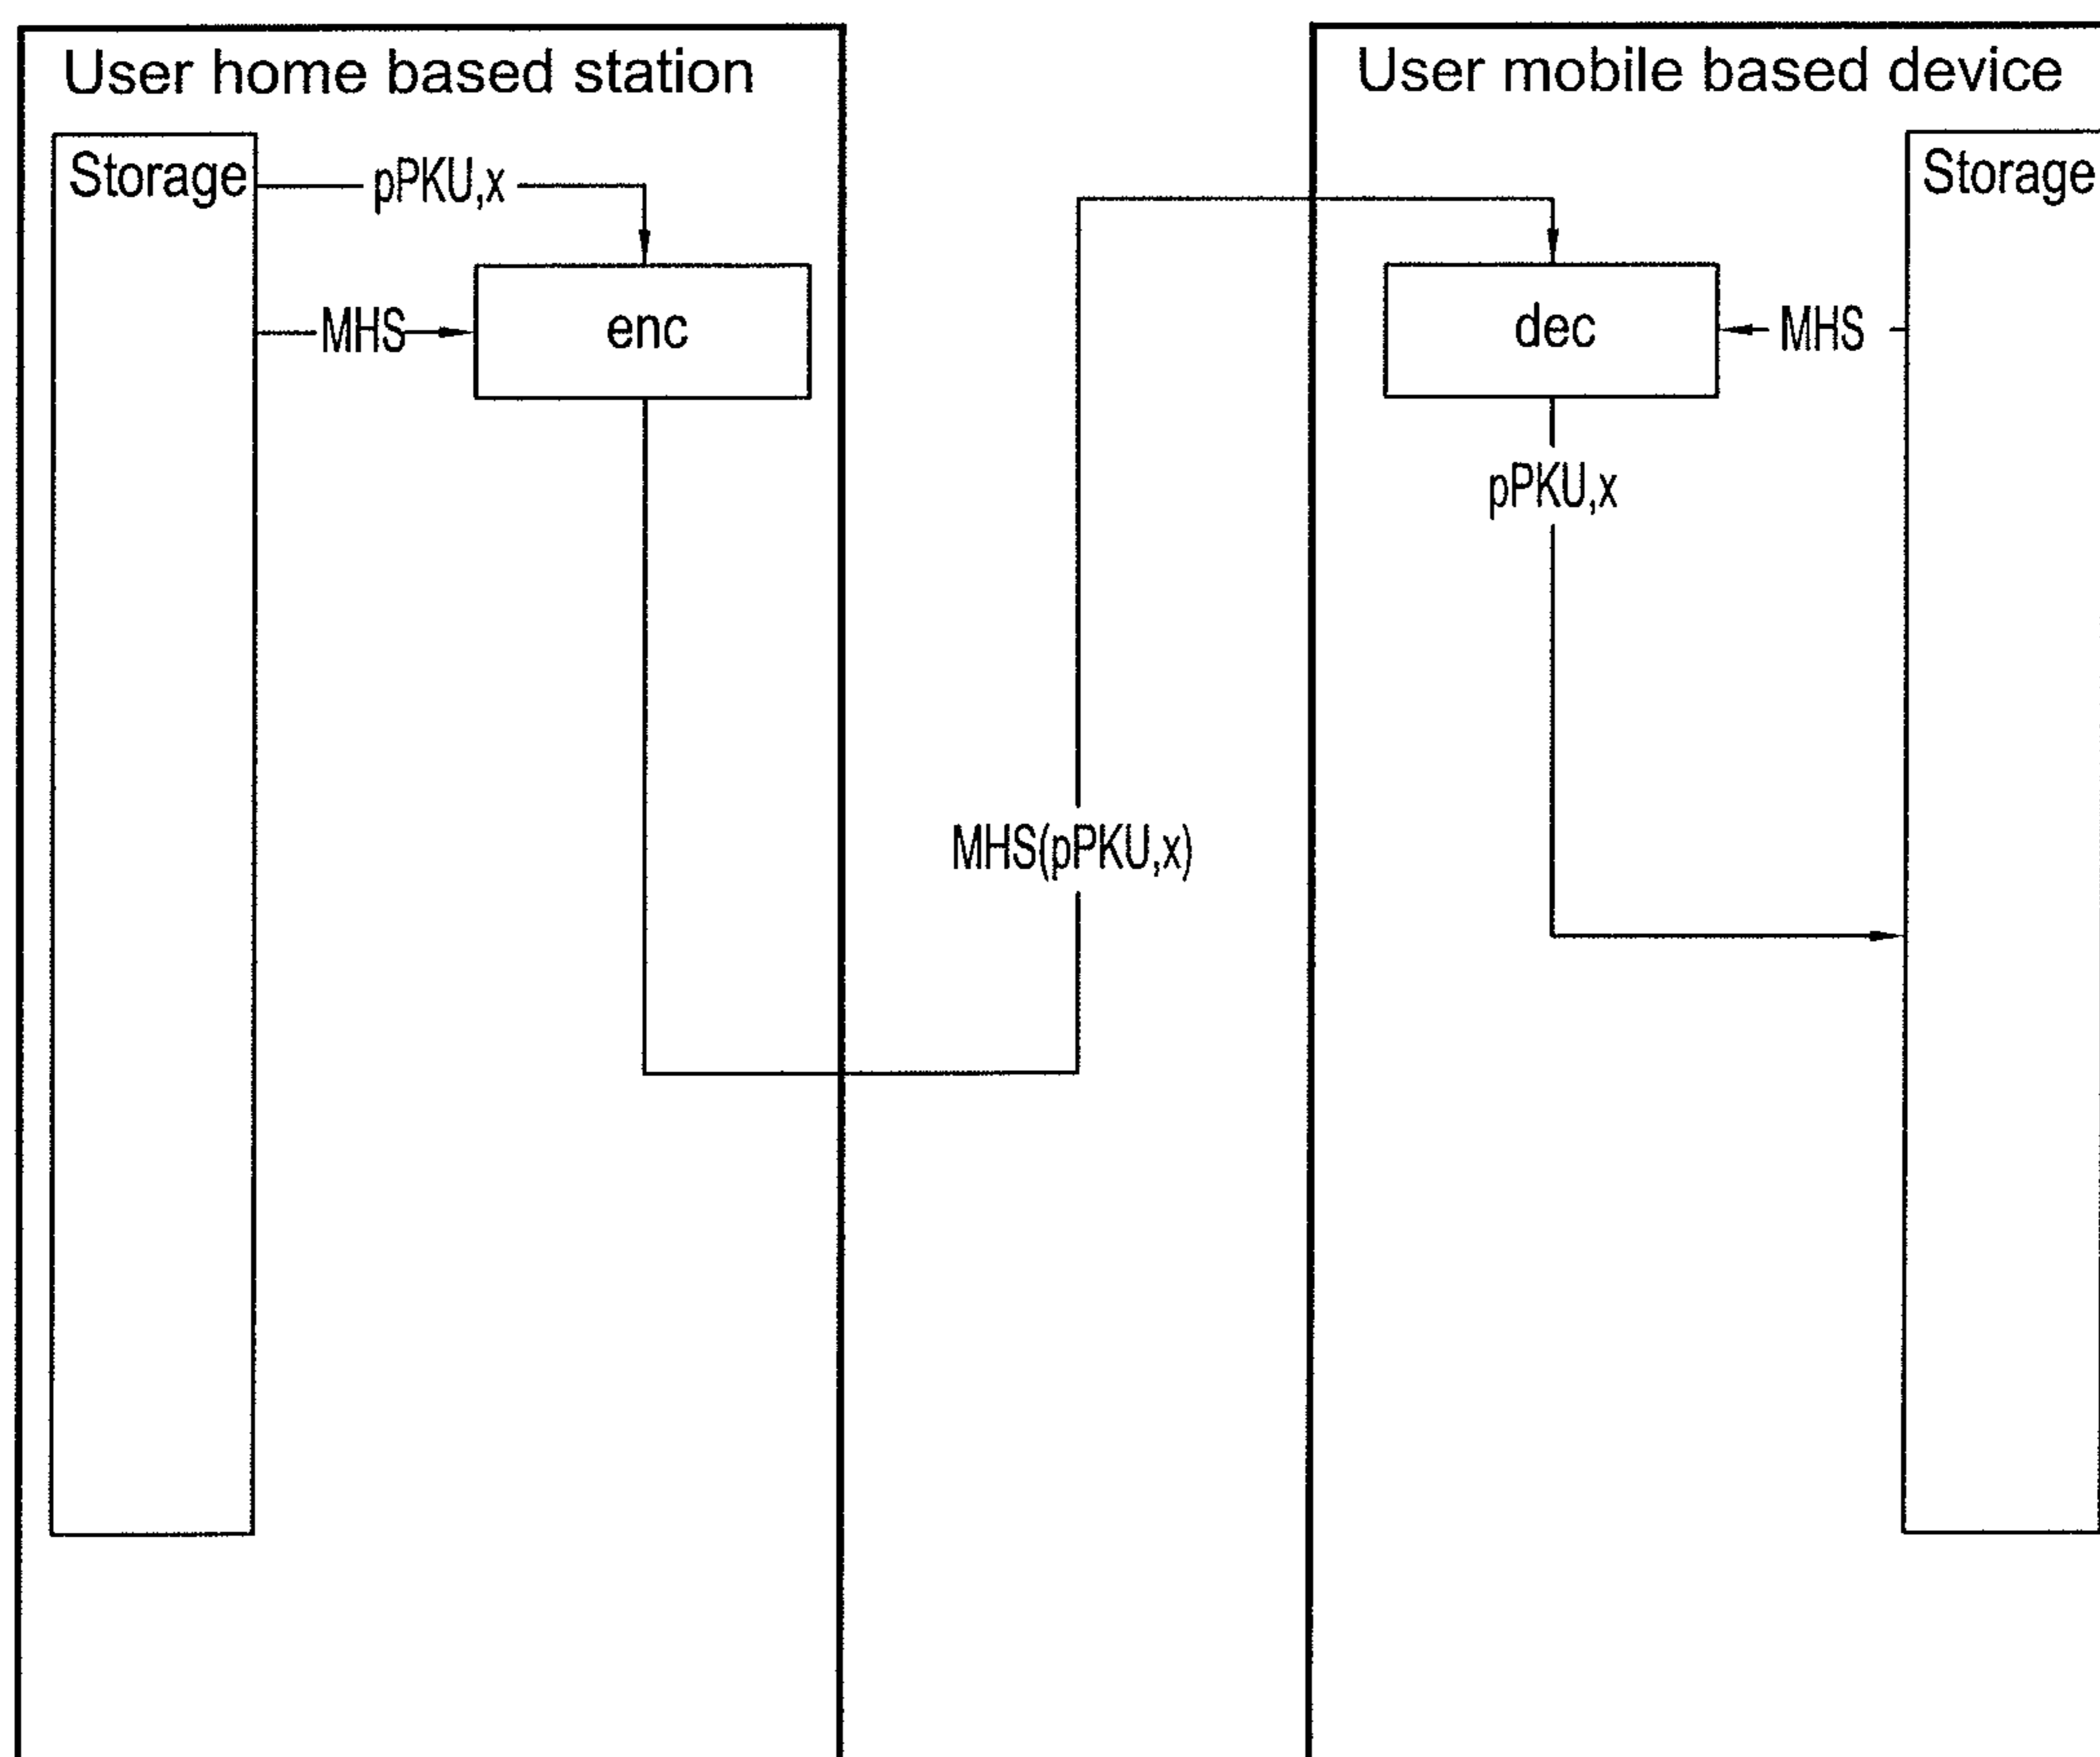 User home based station
User mobile based device
Storage
pPKU,x
Storage
MHS
enc
dec
MHS
pPKU,x
MHS(pPKU,x)